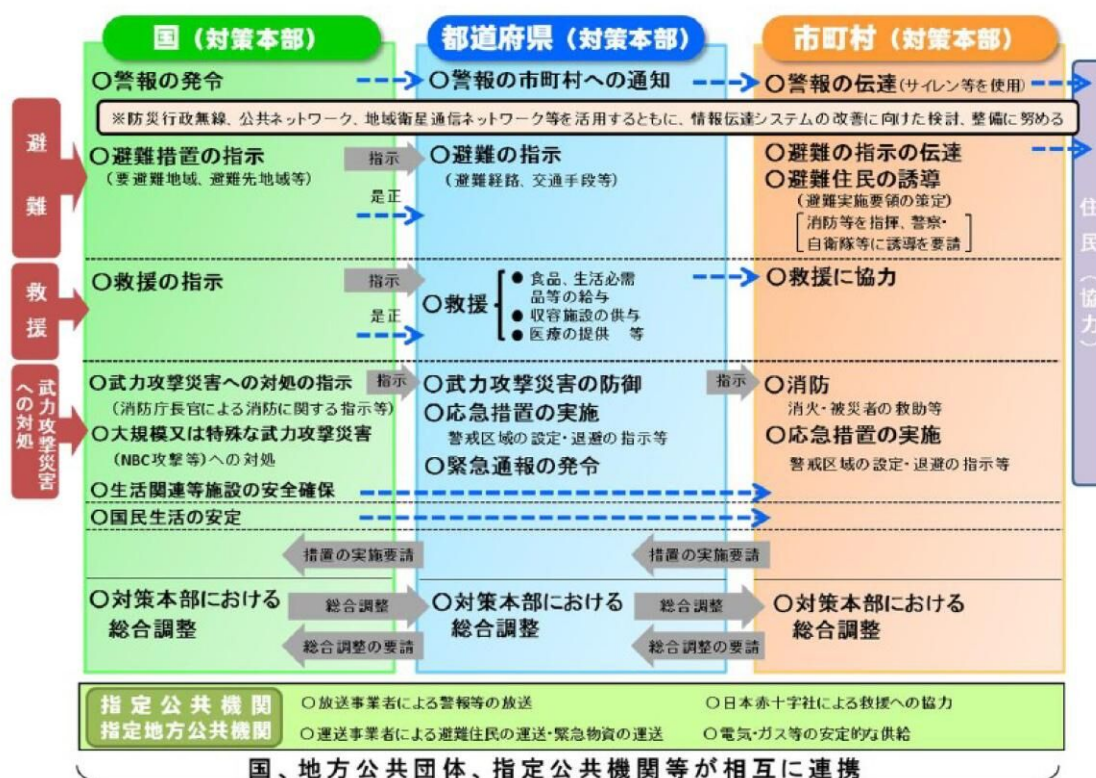 国（対策本部）
都道府県（対策本部）
市町村（対策本部）
避難
〇警報の発令
〇警報の市町村への通知
〇警報の伝達(サイレン等を使用)
※防災行政無線、公共ネットワーク、地域衛星通信ネットワーク等を活用するともに、情報伝達システムの改善に向けた検討、整備に努める
〇避難措置の指示
(要避難地域、避難先地域等)
指示
是正
〇避難の指示
(避難経路、交通手段等)
〇避難の指示の伝達
〇避難住民の誘導
(避難実施要領の策定)
消防等を指揮、警察・
自衛隊等に誘導を要請
住民（協力）
救援
〇救援の指示
指示
是正
〇救援
● 食品、生活必需
品等の給与
● 収容施設の供与
● 医療の提供　等
〇救援に協力
武力攻撃災害
への対処
〇武力攻撃災害への対処の指示
(消防庁長官による消防に関する指示等)
〇大規模又は特殊な武力攻撃災害
(NBC攻撃等)への対処
指示
〇武力攻撃災害の防御
〇応急措置の実施
警戒区域の設定・退避の指示等
〇緊急通報の発令
指示
〇消防
消火・被災者の救助等
〇応急措置の実施
警戒区域の設定・退避の指示等
〇生活関連等施設の安全確保
〇国民生活の安定
措置の実施要請
措置の実施要請
〇対策本部における
総合調整
総合調整
総合調整の要請
〇対策本部における
総合調整
総合調整
総合調整の要請
〇対策本部における
総合調整
指定公共機関
指定地方公共機関
〇放送事業者による警報等の放送
〇日本赤十字社による救援への協力
〇運送事業者による避難住民の運送・緊急物資の運送
〇電気・ガス等の安定的な供給
国、地方公共団体、指定公共機関等が相互に連携